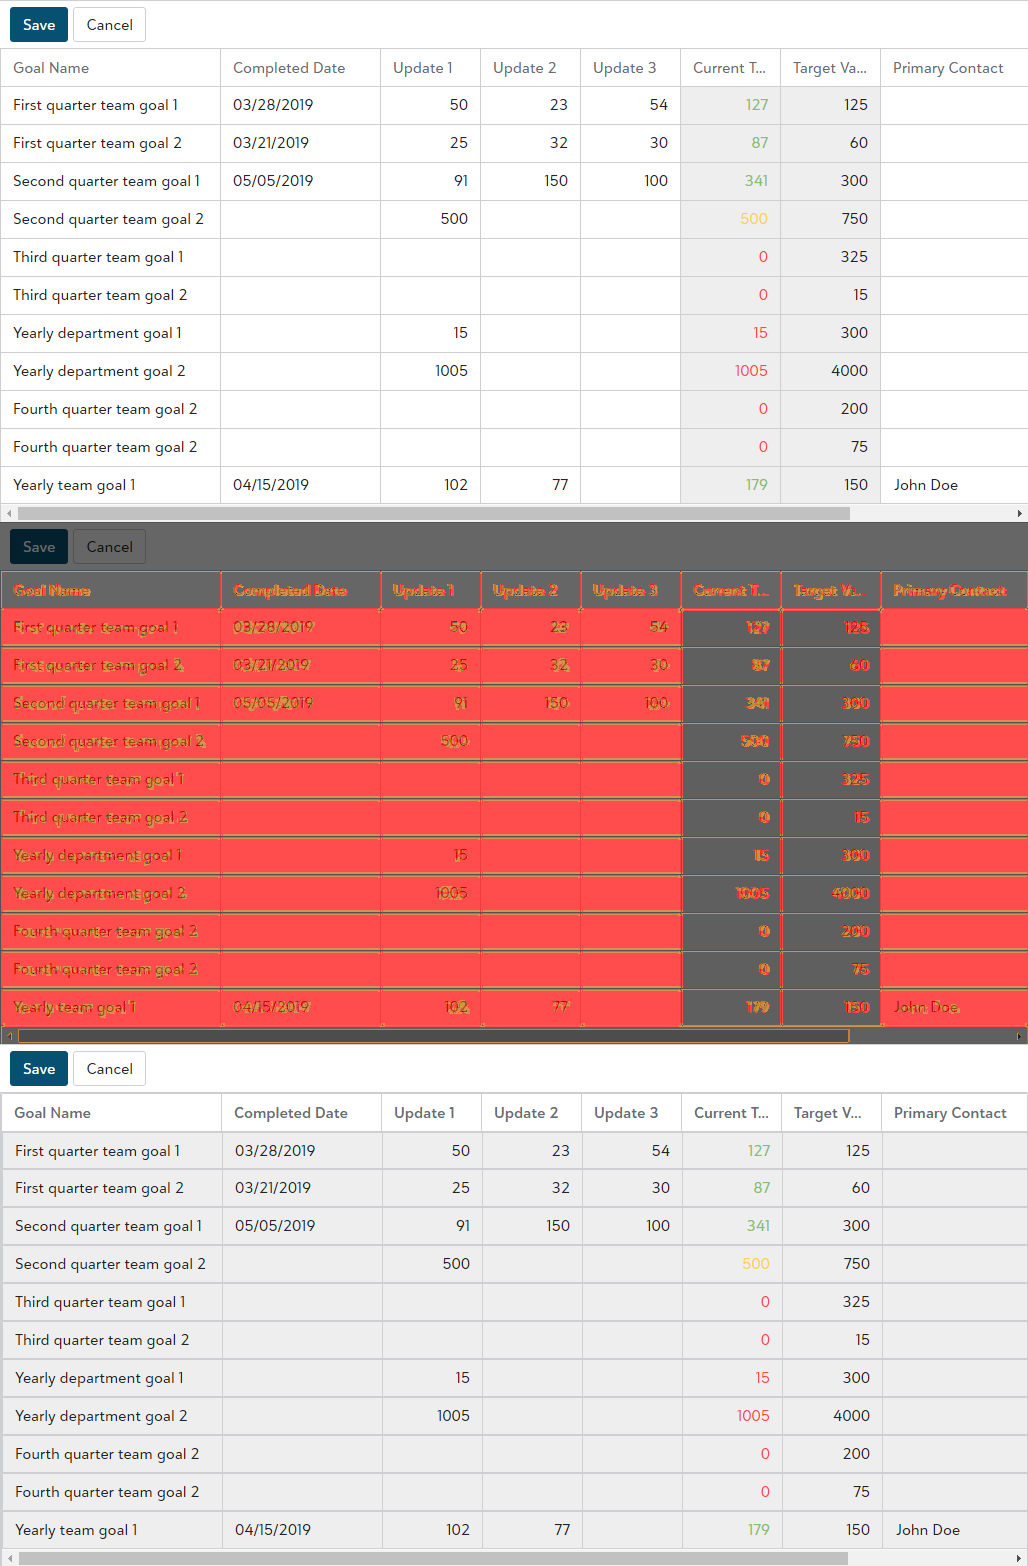 Save Cancel
Goal Name Completed Date Update 1 Update 2 Update 3 Current T... Target Va... Primary Contact
First quarter team goal 1 03/28/2019 50 23 54 127 125
First quarter team goal 2 03/21/2019 25 32 30 87 60
Second quarter team goal 1 05/05/2019 91 150 100 341 300
Second quarter team goal 2 500 500 750
Third quarter team goal 1 0 325
Third quarter team goal 2 0 15
Yearly department goal 1 15 15 300
Yearly department goal 2 1005 1005 4000
Fourth quarter team goal 2 0 200
Fourth quarter team goal 2 0 75
Yearly team goal 1 04/15/2019 102 77 179 150 John Doe
Save Cancel
Goal Name Completed Date Update 1 Update 2 Update 3 Current T... Target V... Primary Contact
First quarter team goal 1 03/28/2019 50 23 54 127 125
First quarter team goal 2 03/21/2019 25 32 30 87 60
Second quarter team goal 1 05/05/2019 91 150 100 341 300
Second quarter team goal 2 500 500 750
Third quarter team goal 1 0 325
Third quarter team goal 2 0 15
Yearly department goal 1 15 15 300
Yearly department goal 2 1005 1005 4000
Fourth quarter team goal 2 0 200
Fourth quarter team goal 2 0 75
Yearly team goal 1 04/15/2019 102 77 179 150 John Doe
Save Cancel
Goal Name Completed Date Update 1 Update 2 Update 3 Current T... Target V... Primary Contact
First quarter team goal 1 03/28/2019 50 23 54 127 125
First quarter team goal 2 03/21/2019 25 32 30 87 60
Second quarter team goal 1 05/05/2019 91 150 100 341 300
Second quarter team goal 2 500 500 750
Third quarter team goal 1 0 325
Third quarter team goal 2 0 15
Yearly department goal 1 15 15 300
Yearly department goal 2 1005 1005 4000
Fourth quarter team goal 2 0 200
Fourth quarter team goal 2 0 75
Yearly team goal 1 04/15/2019 102 77 179 150 John Doe